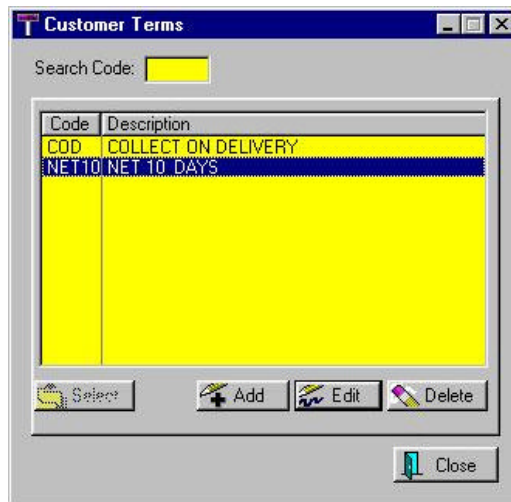 Customer Terms
Search Code:
Code Description
COD COLLECT ON DELIVERY
NET10 NET 10 DAYS
Select Add Edit Delete
Close